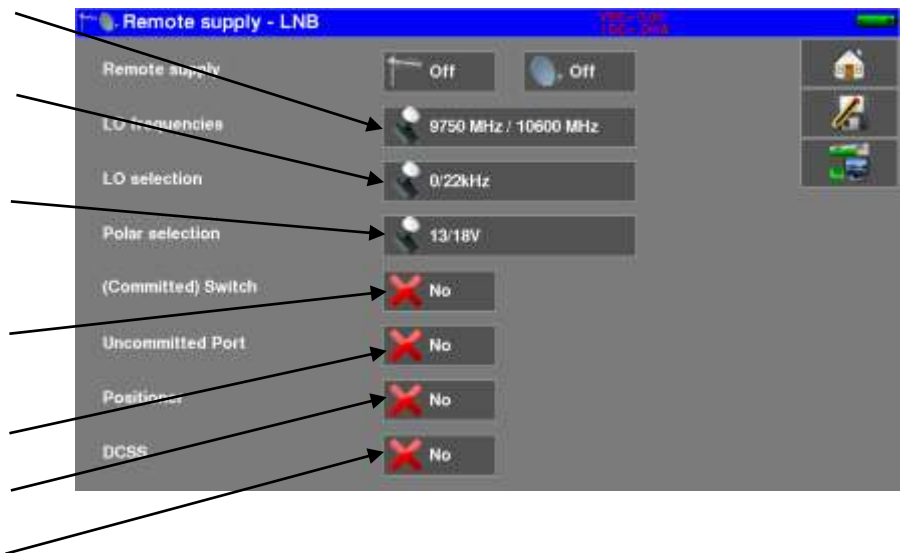 Remote supply - LNB
Remote supply Off Off
LO frequencies 9750 MHz / 10600 MHz
LO selection 0/22kHz
Polar selection 13/18V
(Committed) Switch No
Uncommitted Port No
Positioner No
DCSS No